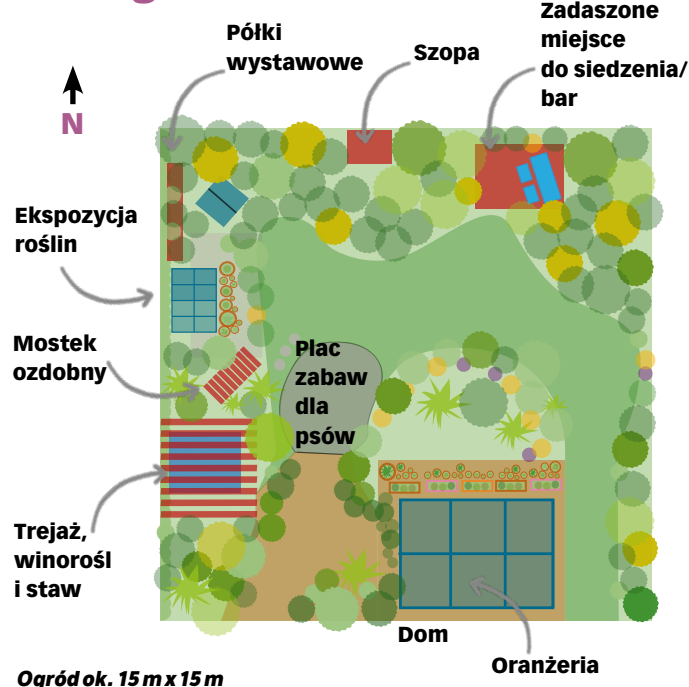 Zadaszone
miejsce
do siedzenia/
bar
Półki
wystawowe
Szopa
N
Ekspozycja
roślin
Mostek
ozdobny
Plac
zabaw
dla
psów
Trejaż,
winorośl
i staw
Dom
Oranżeria
Ogród ok. 15 m x 15 m